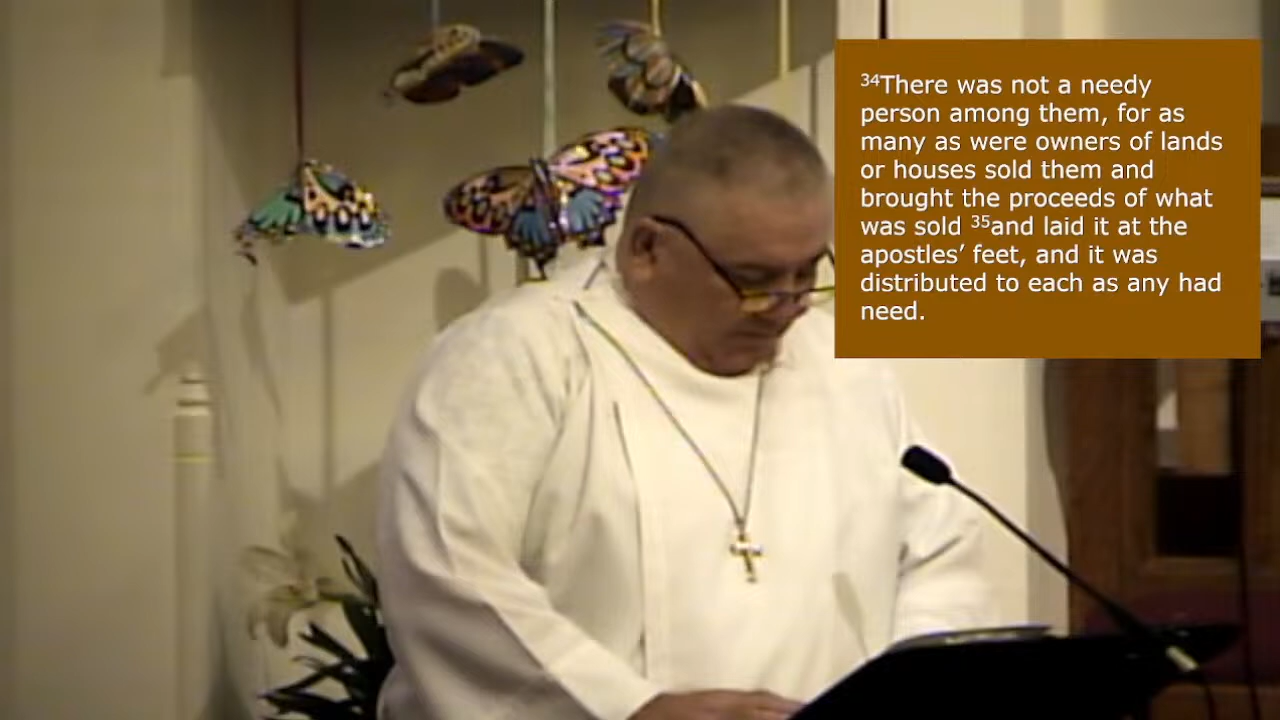 ³⁴There was not a needy
person among them, for as
many as were owners of lands
or houses sold them and
brought the proceeds of what
was sold ³⁵and laid it at the
apostles’ feet, and it was
distributed to each as any had
need.